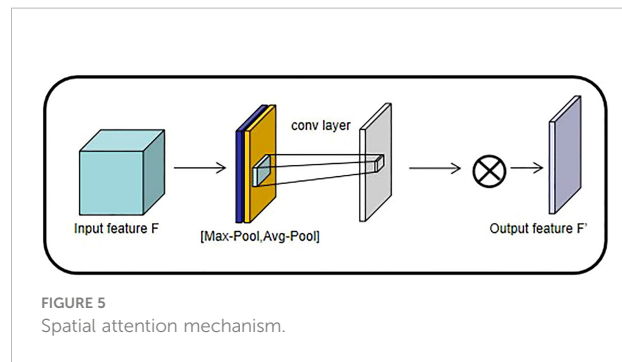 conv layer
Input feature F
[Max-Pool,Avg-Pool]
Output feature F'
FIGURE 5
Spatial attention mechanism.